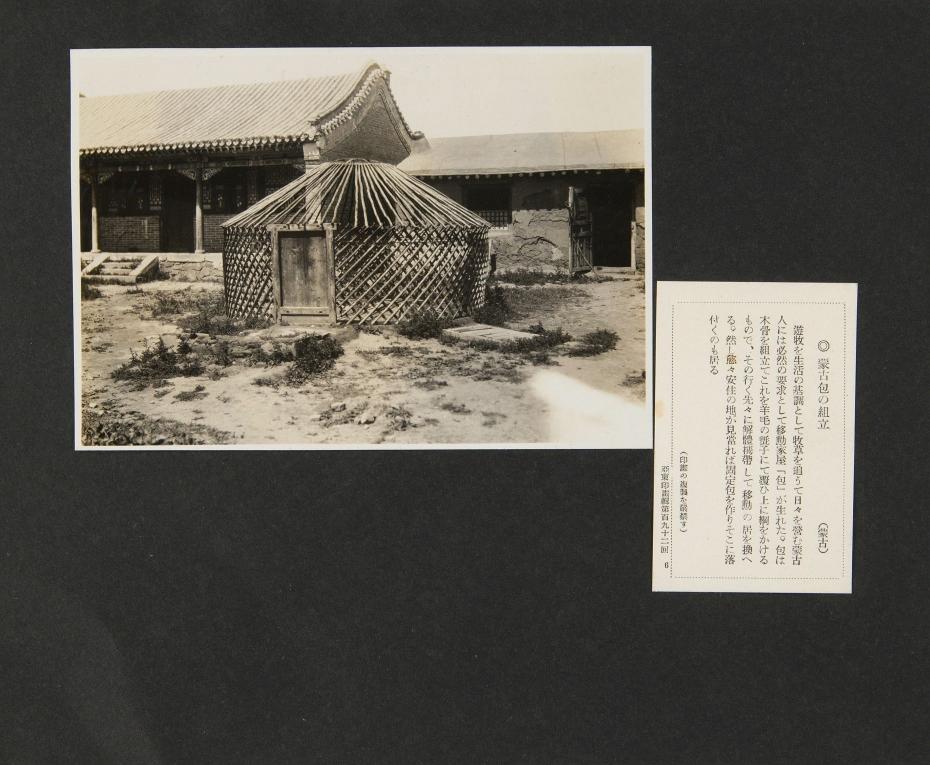 ◎ 蒙古包の組立
(蒙古)
遊牧を生活の基調として牧草を追うて日々を營む蒙古
人には必然の要求として移動家屋「包」が生れた。包は
木骨を組立てこれを羊毛の氈子にて覆ひ上に綱をかける
もので、その行く先々に解體携帶して移動の居を換へ
る。然し愈々安住の地が見當れば固定包を作りそこに落
付くのも居る
(印畫の複製を嚴禁す)
亞東印畫輯第百九十二回 6